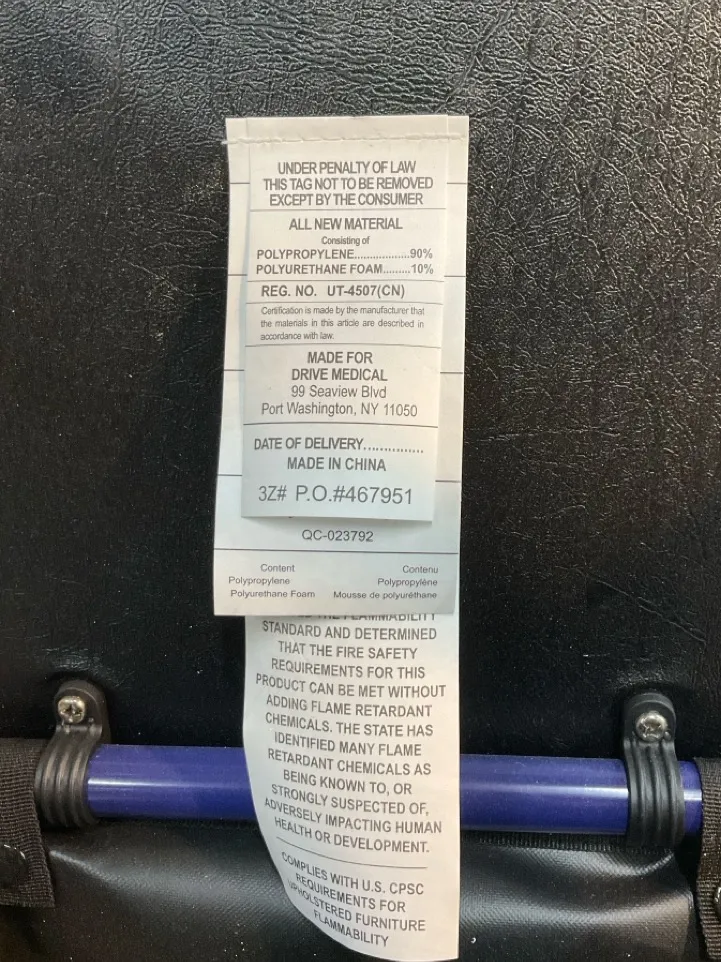 UNDER PENALTY OF LAW
THIS TAG NOT TO BE REMOVED
EXCEPT BY THE CONSUMER
ALL NEW MATERIAL
Consisting of
POLYPROPYLENE..................90%
POLYURETHANE FOAM.........10%
REG. NO. UT-4507(CN)
Certification is made by the manufacturer that
the materials in this article are described in
accordance with law.
MADE FOR
DRIVE MEDICAL
99 Seaview Blvd
Port Washington, NY 11050
DATE OF DELIVERY...............
MADE IN CHINA
3Z# P.O.#467951
QC-023792
Content Contenu
Polypropylene Polypropylène
Polyurethane Foam Mousse de polyuréthane
THE FLAMMABILITY
STANDARD AND DETERMINED
THAT THE FIRE SAFETY
REQUIREMENTS FOR THIS
PRODUCT CAN BE MET WITHOUT
ADDING FLAME RETARDANT
CHEMICALS. THE STATE HAS
IDENTIFIED MANY FLAME
RETARDANT CHEMICALS AS
BEING KNOWN TO, OR
STRONGLY SUSPECTED OF,
ADVERSELY IMPACTING HUMAN
HEALTH OR DEVELOPMENT.
COMPLIES WITH U.S. CPSC
REQUIREMENTS FOR
UPHOLSTERED FURNITURE
FLAMMABILITY